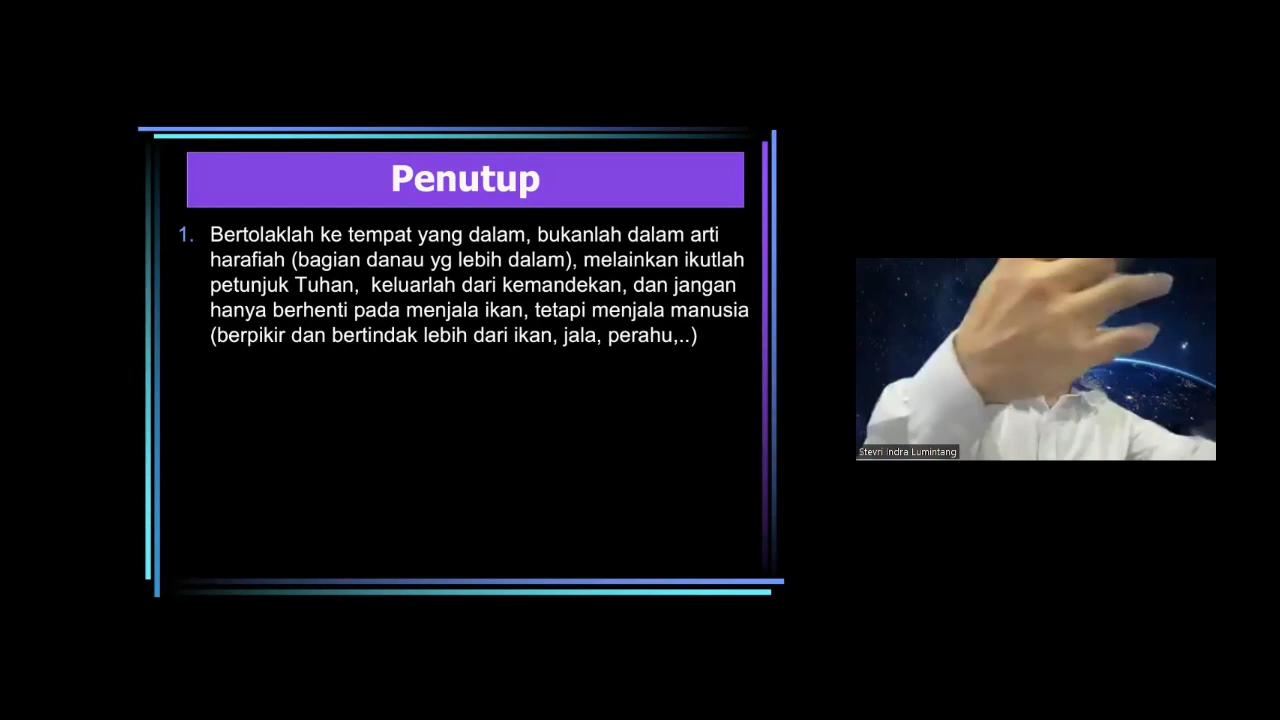 Penutup
1. Bertolaklah ke tempat yang dalam, bukanlah dalam arti
harafiah (bagian danau yg lebih dalam), melainkan ikutlah
petunjuk Tuhan,  keluarlah dari kemandekan, dan jangan
hanya berhenti pada menjala ikan, tetapi menjala manusia
(berpikir dan bertindak lebih dari ikan, jala, perahu,..)
Stevri Indra Lumintang